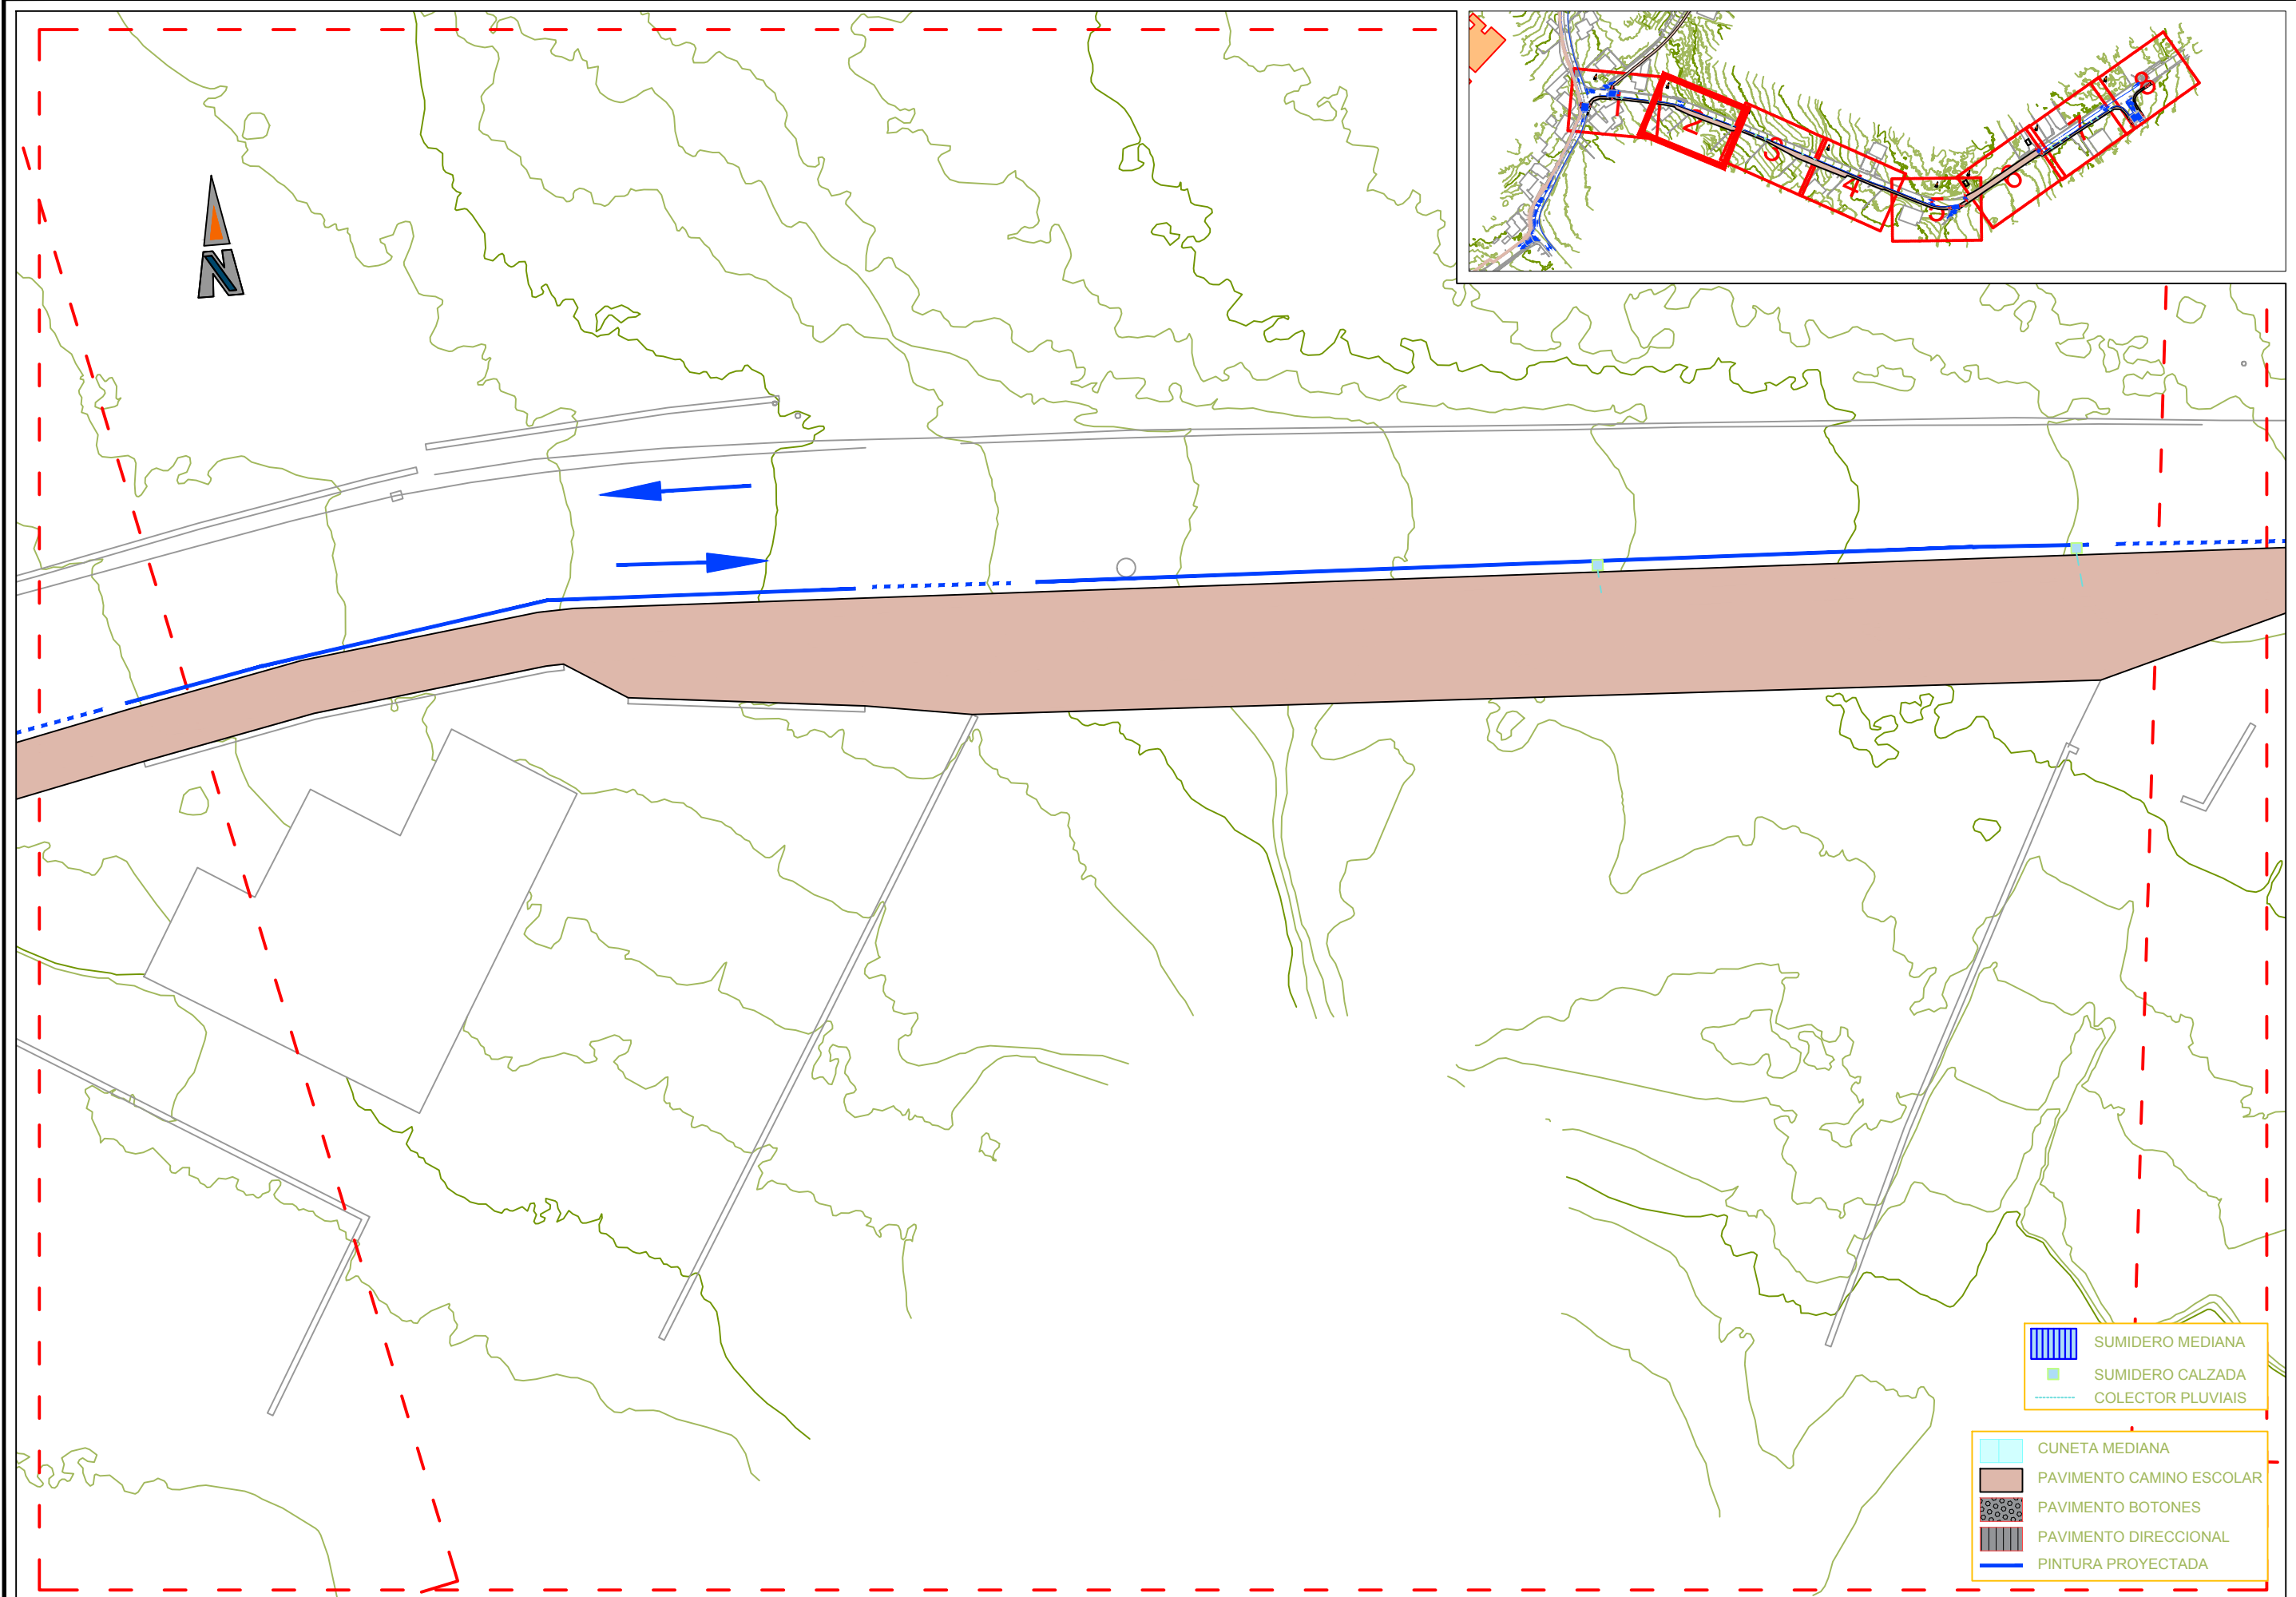 N
1
2
3
4
5
6
7
8
SUMIDERO MEDIANA
SUMIDERO CALZADA
COLECTOR PLUVIAIS
CUNETA MEDIANA
PAVIMENTO CAMINO ESCOLAR
PAVIMENTO BOTONES
PAVIMENTO DIRECCIONAL
PINTURA PROYECTADA